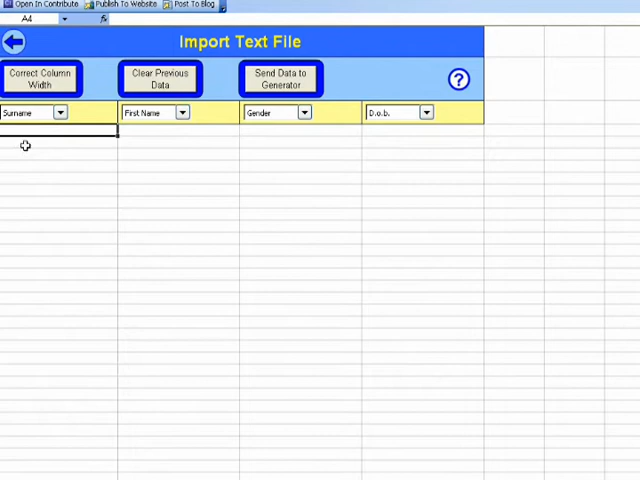 Open In Contribute Publish To Website Post To Blog
A4 fx
Import Text File
Correct Column Width
Clear Previous Data
Send Data to Generator
?
Surname First Name Gender D.o.b.